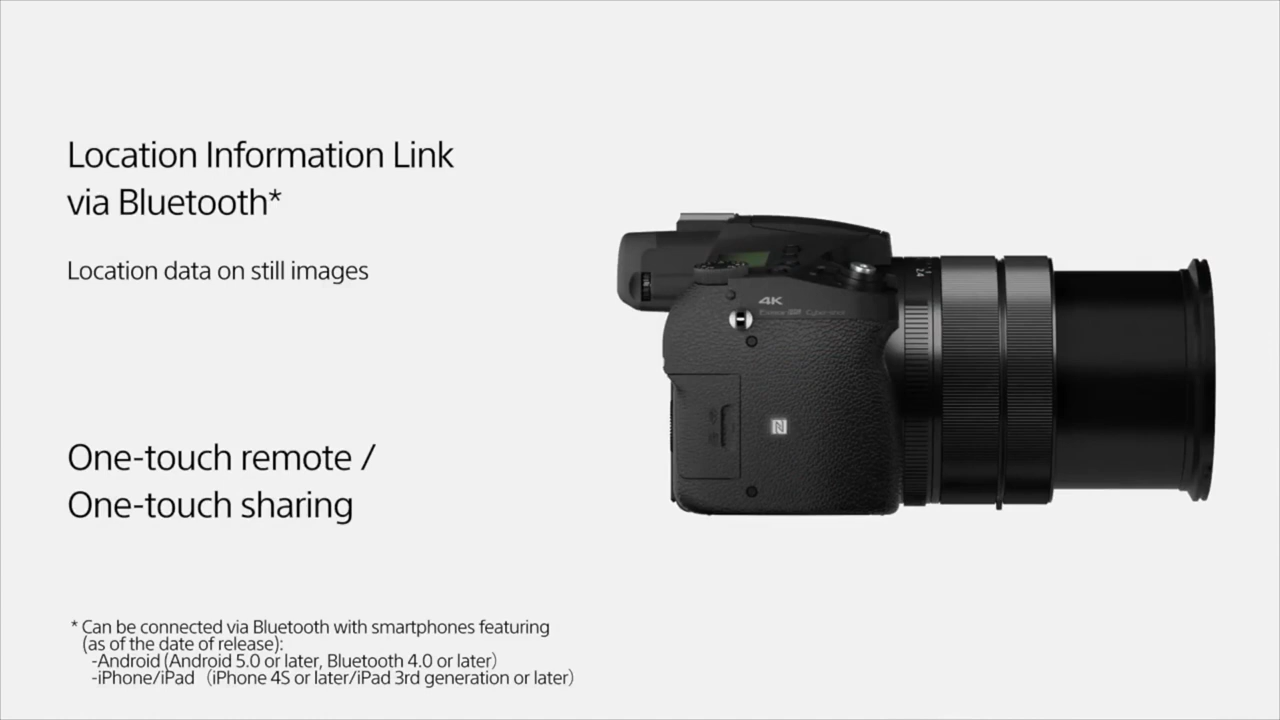 Location Information Link
via Bluetooth*
Location data on still images
One-touch remote /
One-touch sharing
* Can be connected via Bluetooth with smartphones featuring
(as of the date of release):
-Android (Android 5.0 or later, Bluetooth 4.0 or later)
-iPhone/iPad (iPhone 4S or later/iPad 3rd generation or later)
4K
2.4